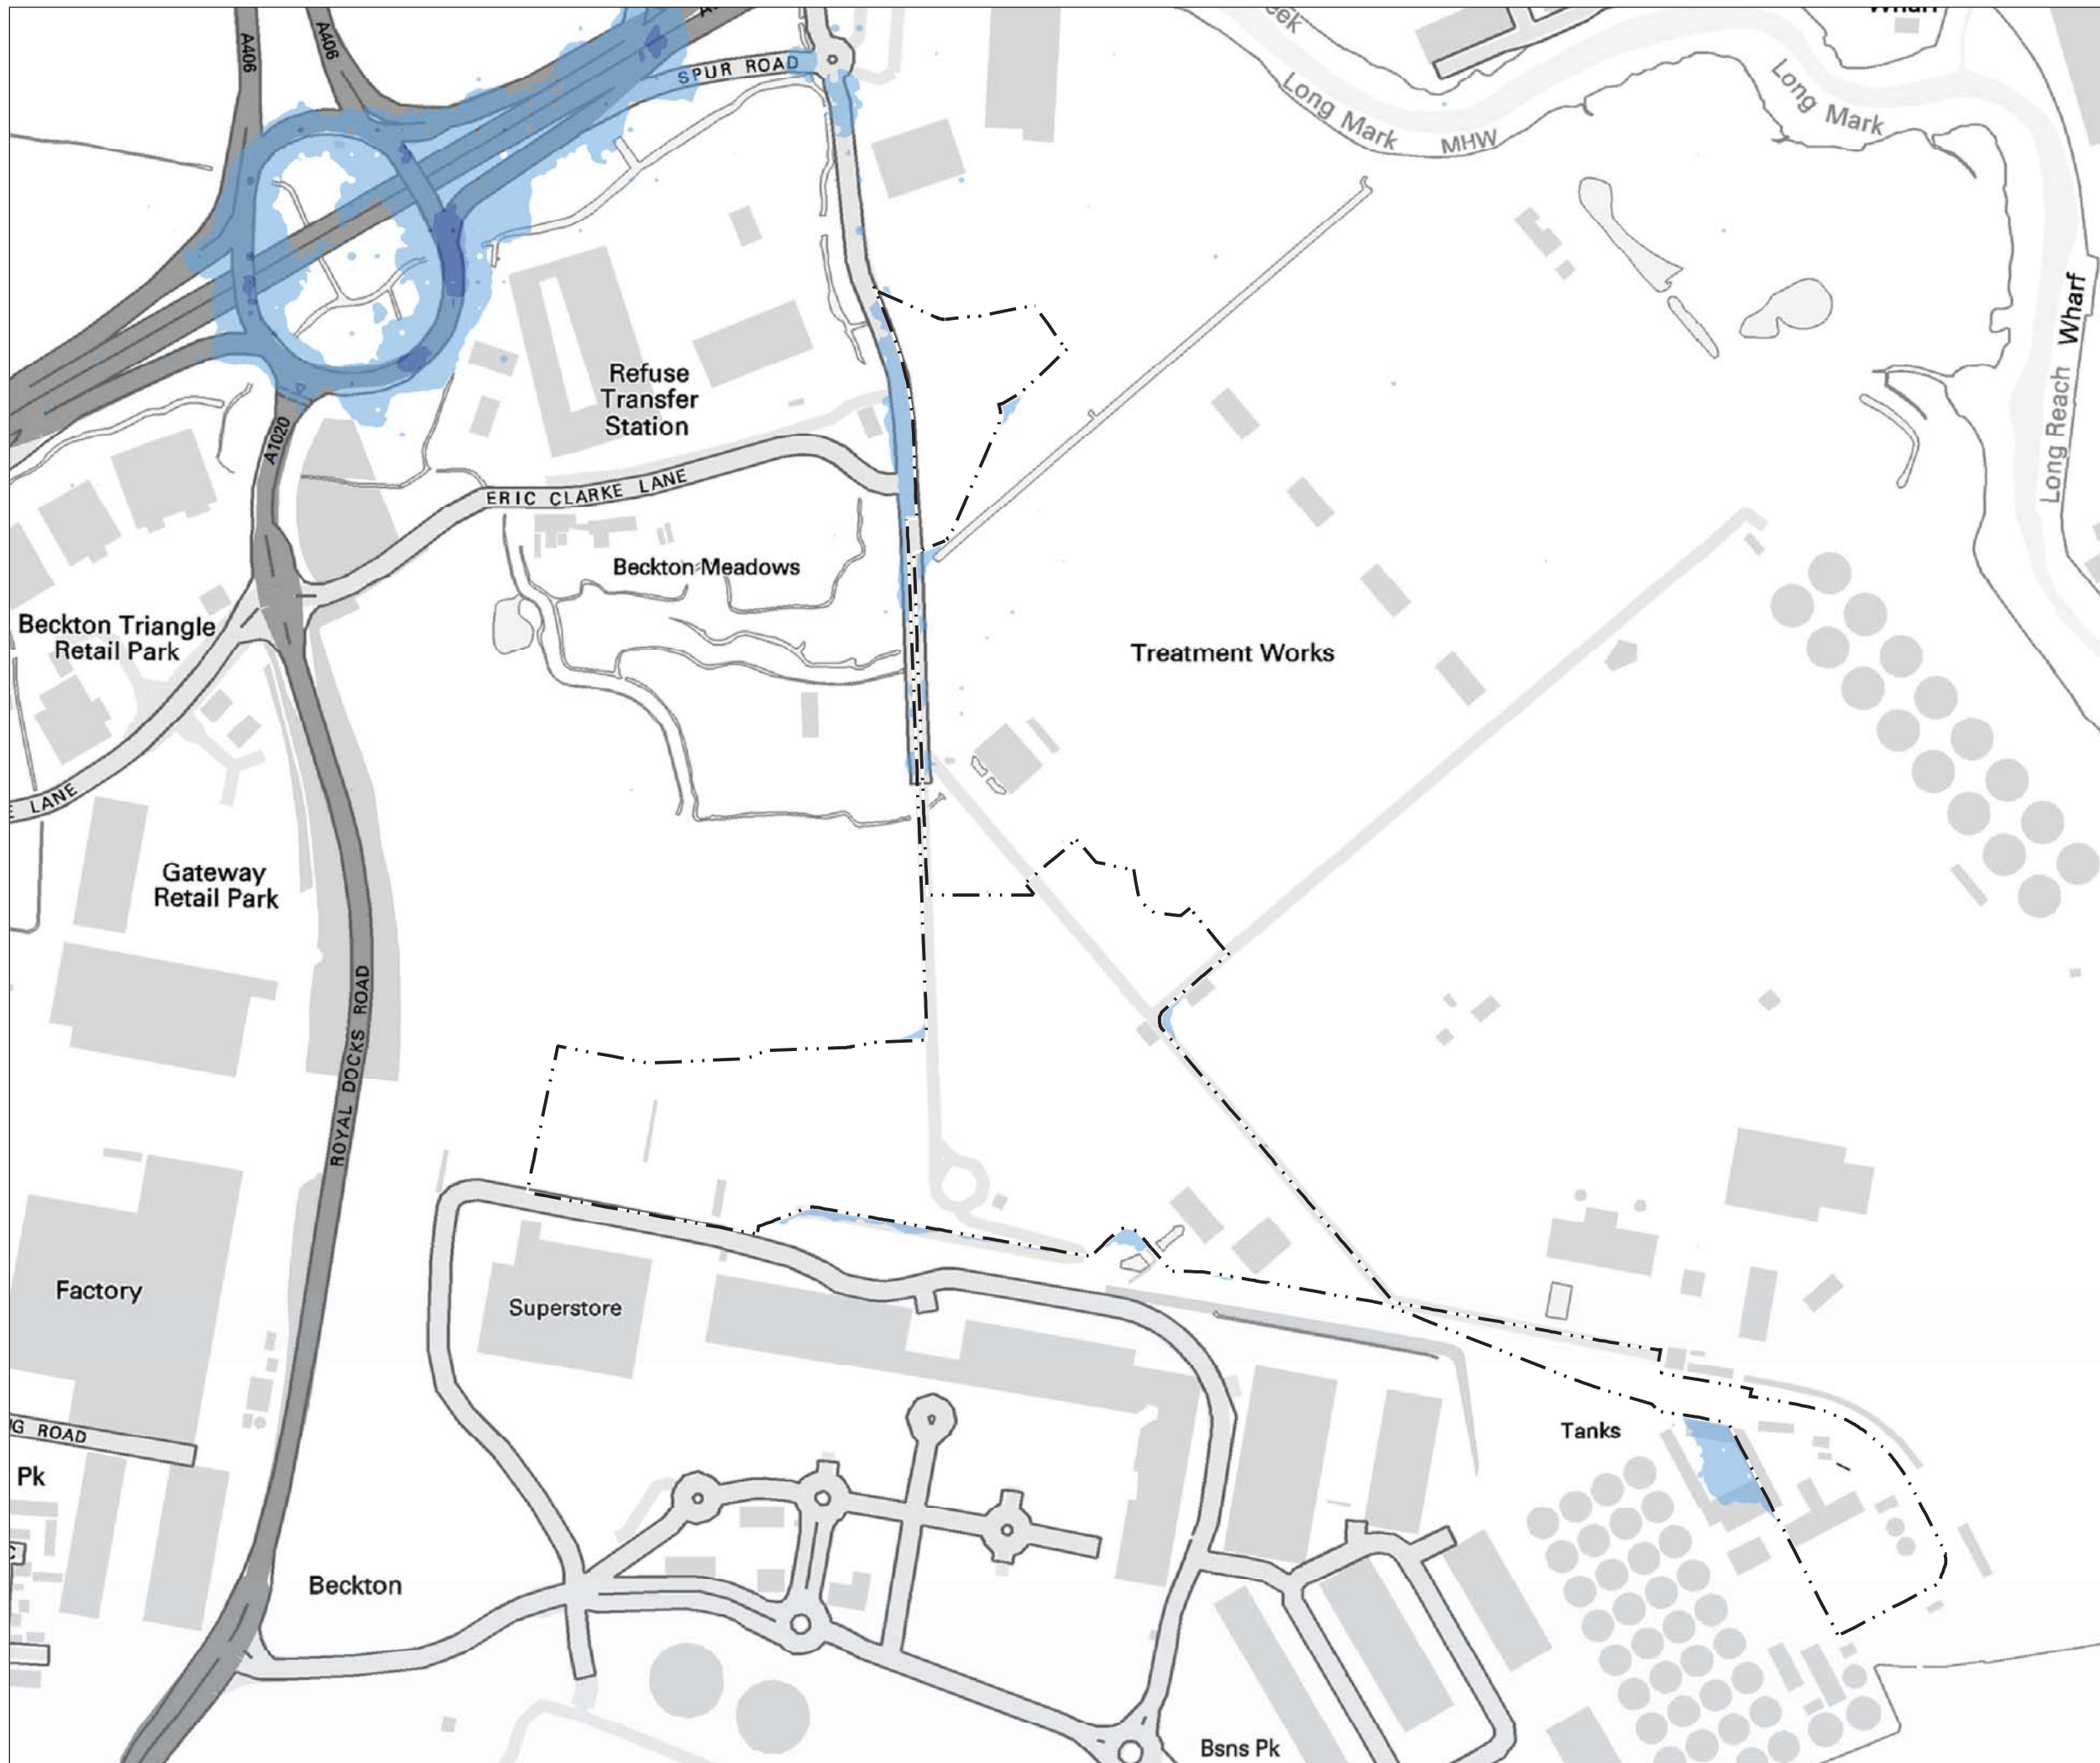 A406
A406
SPUR ROAD
Long Mark
MHW
Long Mark
Wharf
Long Reach
A1020
Refuse
Transfer
Station
ERIC CLARKE LANE
Beckton Meadows
Beckton Triangle
Retail Park
Treatment Works
LANE
Gateway
Retail Park
ROYAL DOCKS ROAD
Factory
Superstore
ROAD
Pk
Tanks
Beckton
Bsns Pk